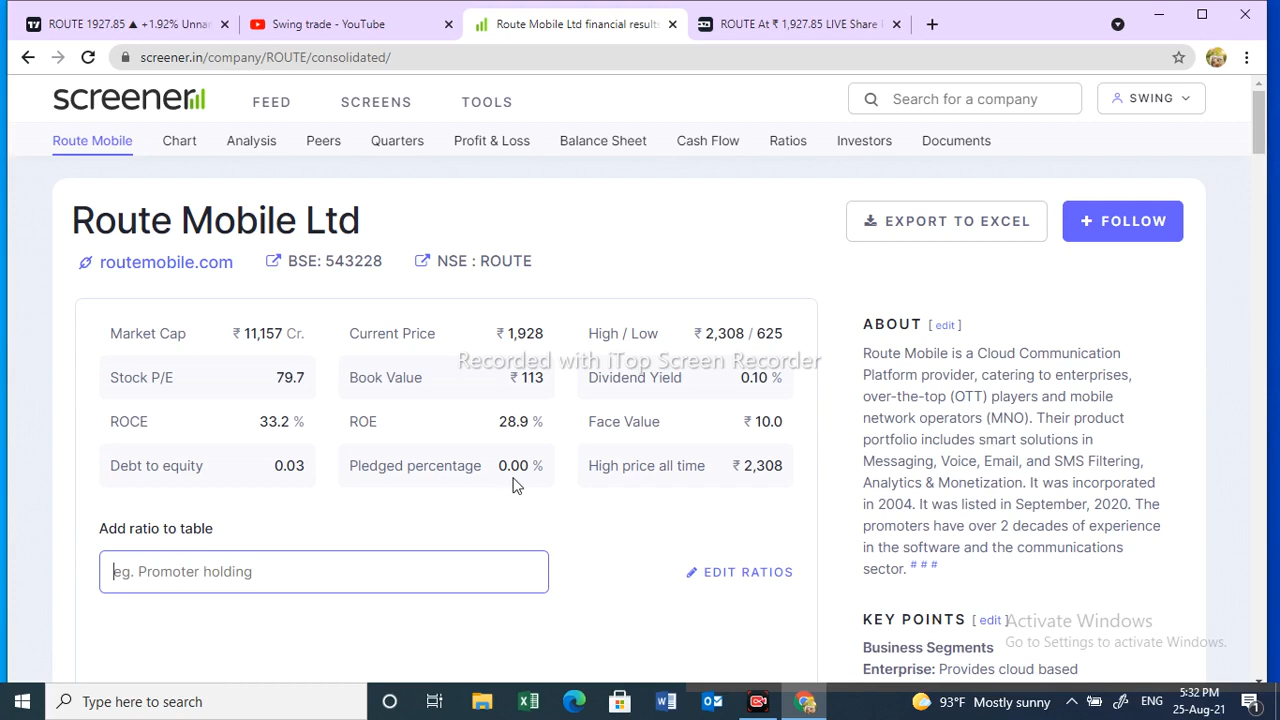 ROUTE 1927.85 ▲ +1.92% Unna
Swing trade - YouTube
Route Mobile Ltd financial results
ROUTE At ₹ 1,927.85 LIVE Share
screener.in/company/ROUTE/consolidated/
screener
FEED
SCREENS
TOOLS
Search for a company
SWING
Route Mobile
Chart
Analysis
Peers
Quarters
Profit & Loss
Balance Sheet
Cash Flow
Ratios
Investors
Documents
Route Mobile Ltd
EXPORT TO EXCEL
+ FOLLOW
routemobile.com
BSE: 543228
NSE : ROUTE
Market Cap ₹ 11,157 Cr.
Current Price ₹ 1,928
High / Low ₹ 2,308 / 625
Stock P/E 79.7
Book Value ₹ 113
Dividend Yield 0.10 %
ROCE 33.2 %
ROE 28.9 %
Face Value ₹ 10.0
Debt to equity 0.03
Pledged percentage 0.00 %
High price all time ₹ 2,308
Recorded with iTop Screen Recorder
Add ratio to table
eg. Promoter holding
EDIT RATIOS
ABOUT [ edit ]
Route Mobile is a Cloud Communication
Platform provider, catering to enterprises,
over-the-top (OTT) players and mobile
network operators (MNO). Their product
portfolio includes smart solutions in
Messaging, Voice, Email, and SMS Filtering,
Analytics & Monetization. It was incorporated
in 2004. It was listed in September, 2020. The
promoters have over 2 decades of experience
in the software and the communications
sector. # # #
KEY POINTS [ edit ]
Business Segments
Enterprise: Provides cloud based
Activate Windows
Go to Settings to activate Windows.
Type here to search
93°F Mostly sunny
ENG
5:32 PM
25-Aug-21
1